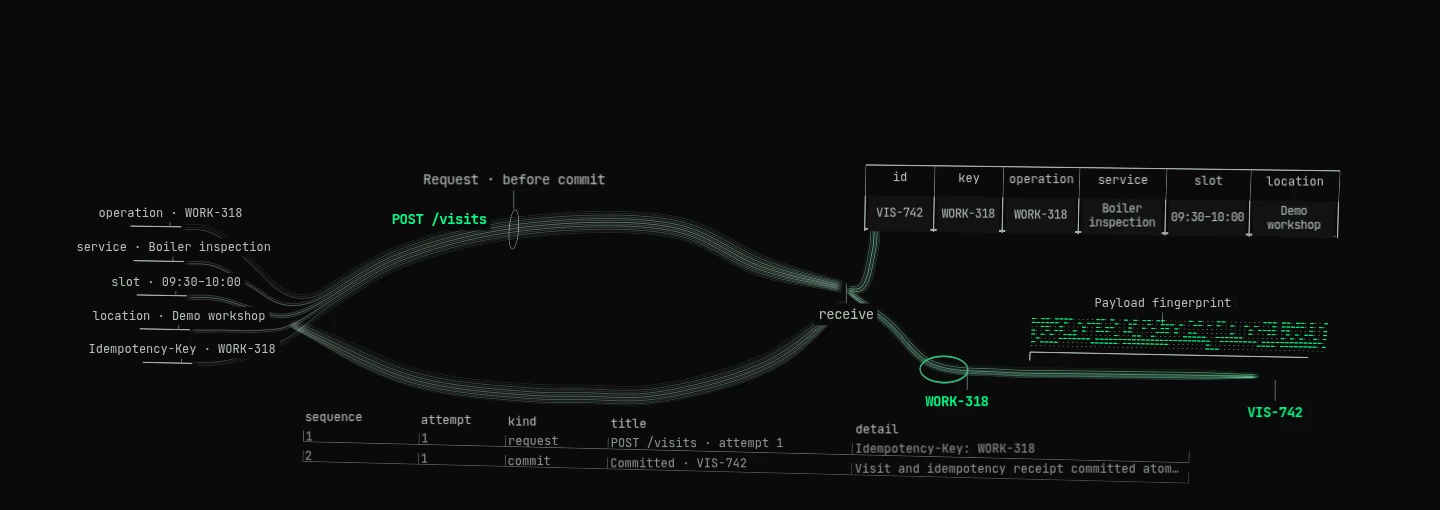 Request · before commit
POST /visits
operation · WORK-318
service · Boiler inspection
slot · 09:30–10:00
location · Demo workshop
Idempotency-Key · WORK-318
receive
id key operation service slot location
VIS-742 WORK-318 WORK-318 Boiler inspection 09:30–10:00 Demo workshop
Payload fingerprint
WORK-318
VIS-742
sequence attempt kind title detail
1 1 request POST /visits · attempt 1 Idempotency-Key: WORK-318
2 1 commit Committed · VIS-742 Visit and idempotency receipt committed atom…